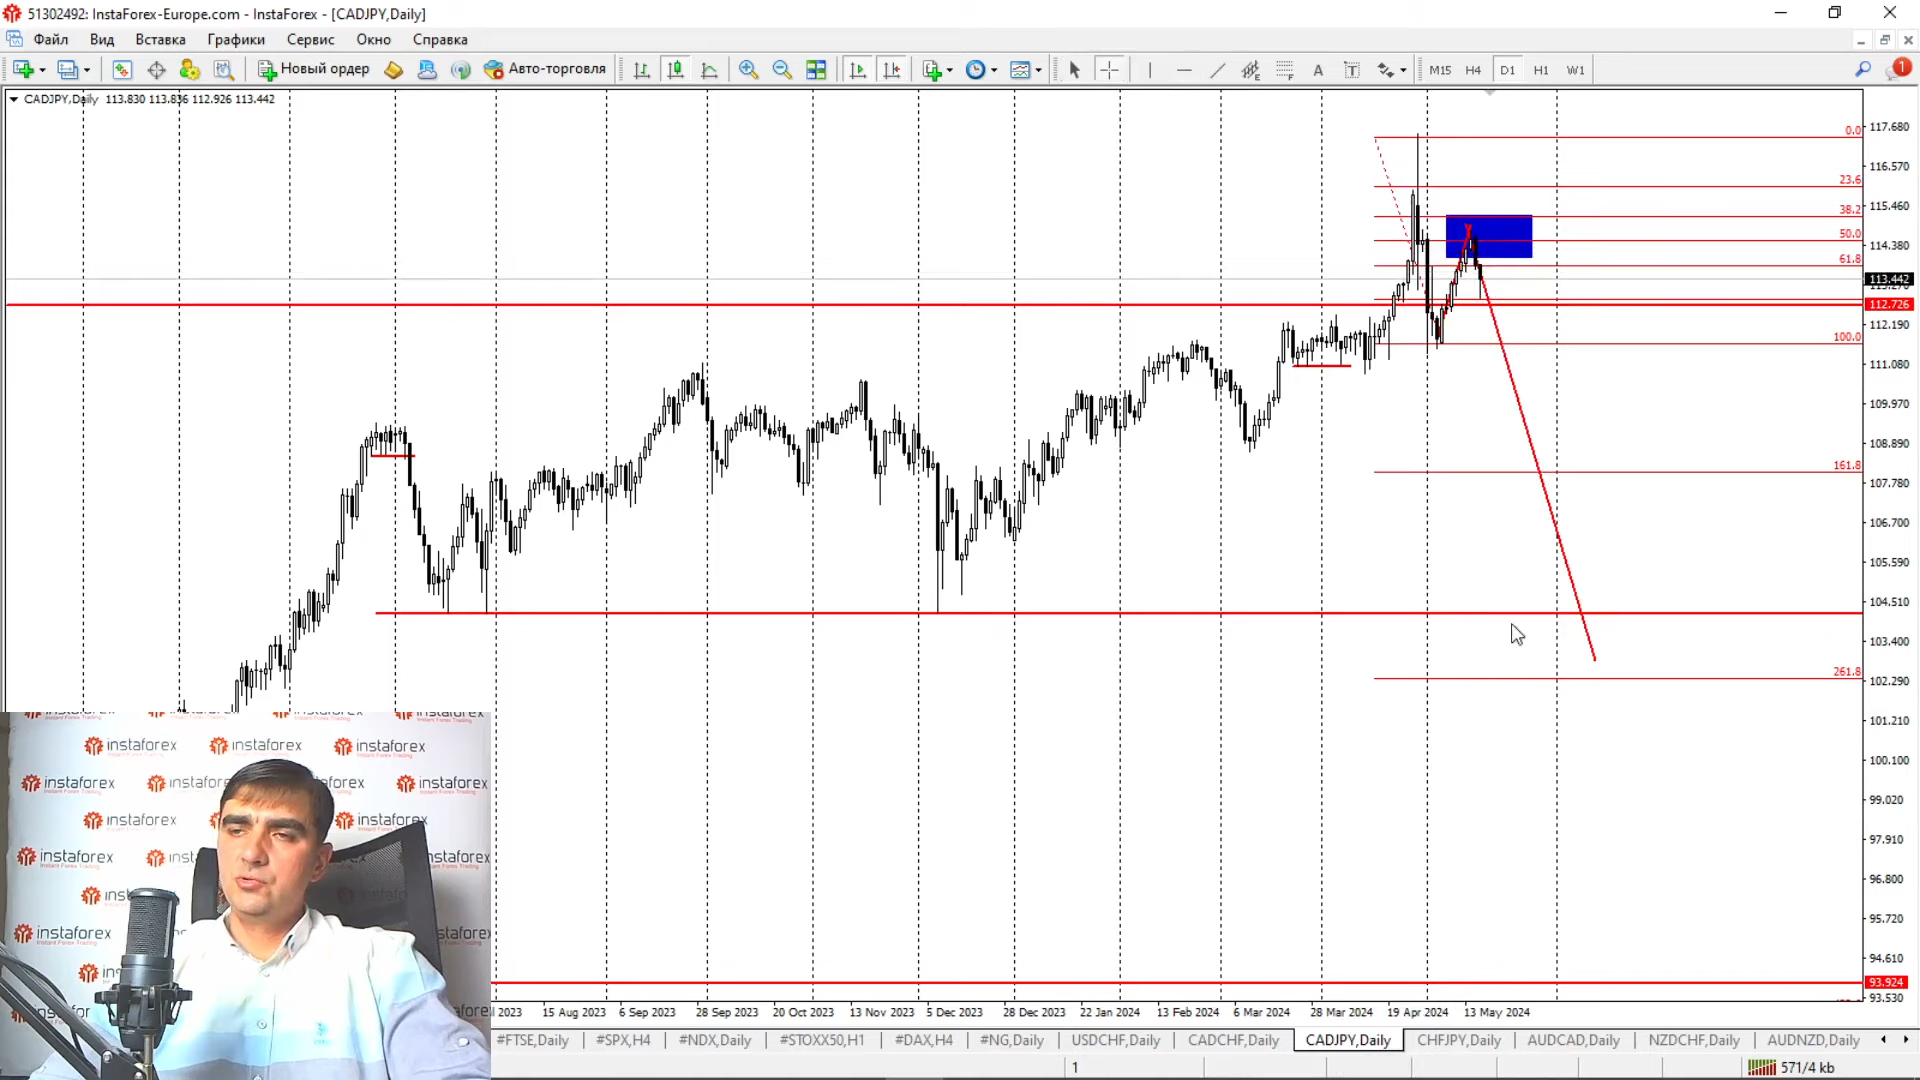 51302492: InstaForex-Europe.com - InstaForex - [CADJPY,Daily]
Файл Вид Вставка Графики Сервис Окно Справка
Новый ордер Авто-торговля A T M15 H4 D1 H1 W1 1
CADJPY,Daily 113.830 113.836 112.926 113.442
117.680
0.0
116.570
23.6
115.460
38.2
114.380
50.0
61.8
113.442
112.726
112.190
100.0
111.080
109.970
108.890
161.8
107.780
106.700
105.590
104.510
103.400
261.8
102.290
101.210
100.100
99.020
97.910
96.800
95.720
94.610
93.924
93.530
instaforex instaforex instaforex
instaforex
instaforex
instaforex
instaforex
instaforex
instaforex
instaforex
2023 15 Aug 2023 6 Sep 2023 28 Sep 2023 20 Oct 2023 13 Nov 2023 5 Dec 2023 28 Dec 2023 22 Jan 2024 13 Feb 2024 6 Mar 2024 28 Mar 2024 19 Apr 2024 13 May 2024
#FTSE,Daily #SPX,H4 #NDX,Daily #STOXX50,H1 #DAX,H4 #NG,Daily USDCHF,Daily CADCHF,Daily CADJPY,Daily CHFJPY,Daily AUDCAD,Daily NZDCHF,Daily AUDNZD,Daily
1 571/4 kb